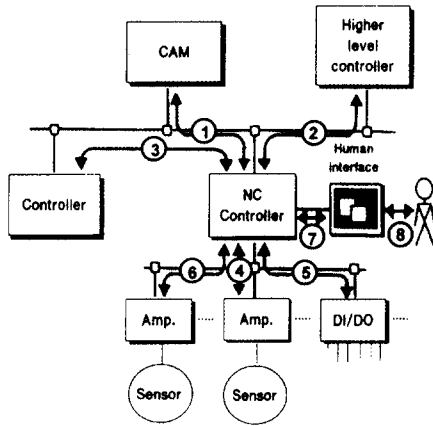 CAM
Higher
level
controller
1
2
3
Human
interface
Controller
NC
Controller
7
8
6
4
5
Amp.
Amp.
DI/DO
Sensor
Sensor